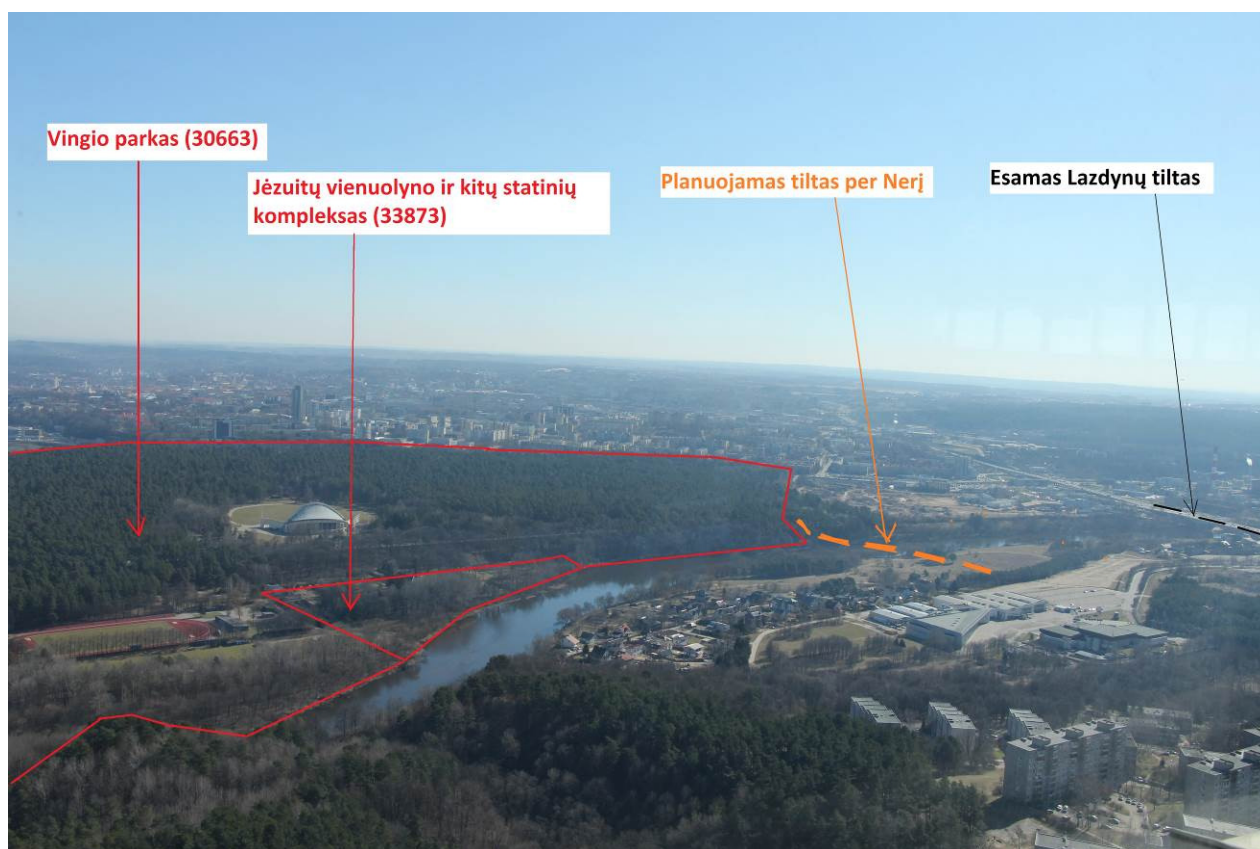 Vingio parkas (30663)
Jėzuitų vienuolyno ir kitų statinių
kompleksas (33873)
Planuojamas tiltas per Nerį
Esamas Lazdynų tiltas